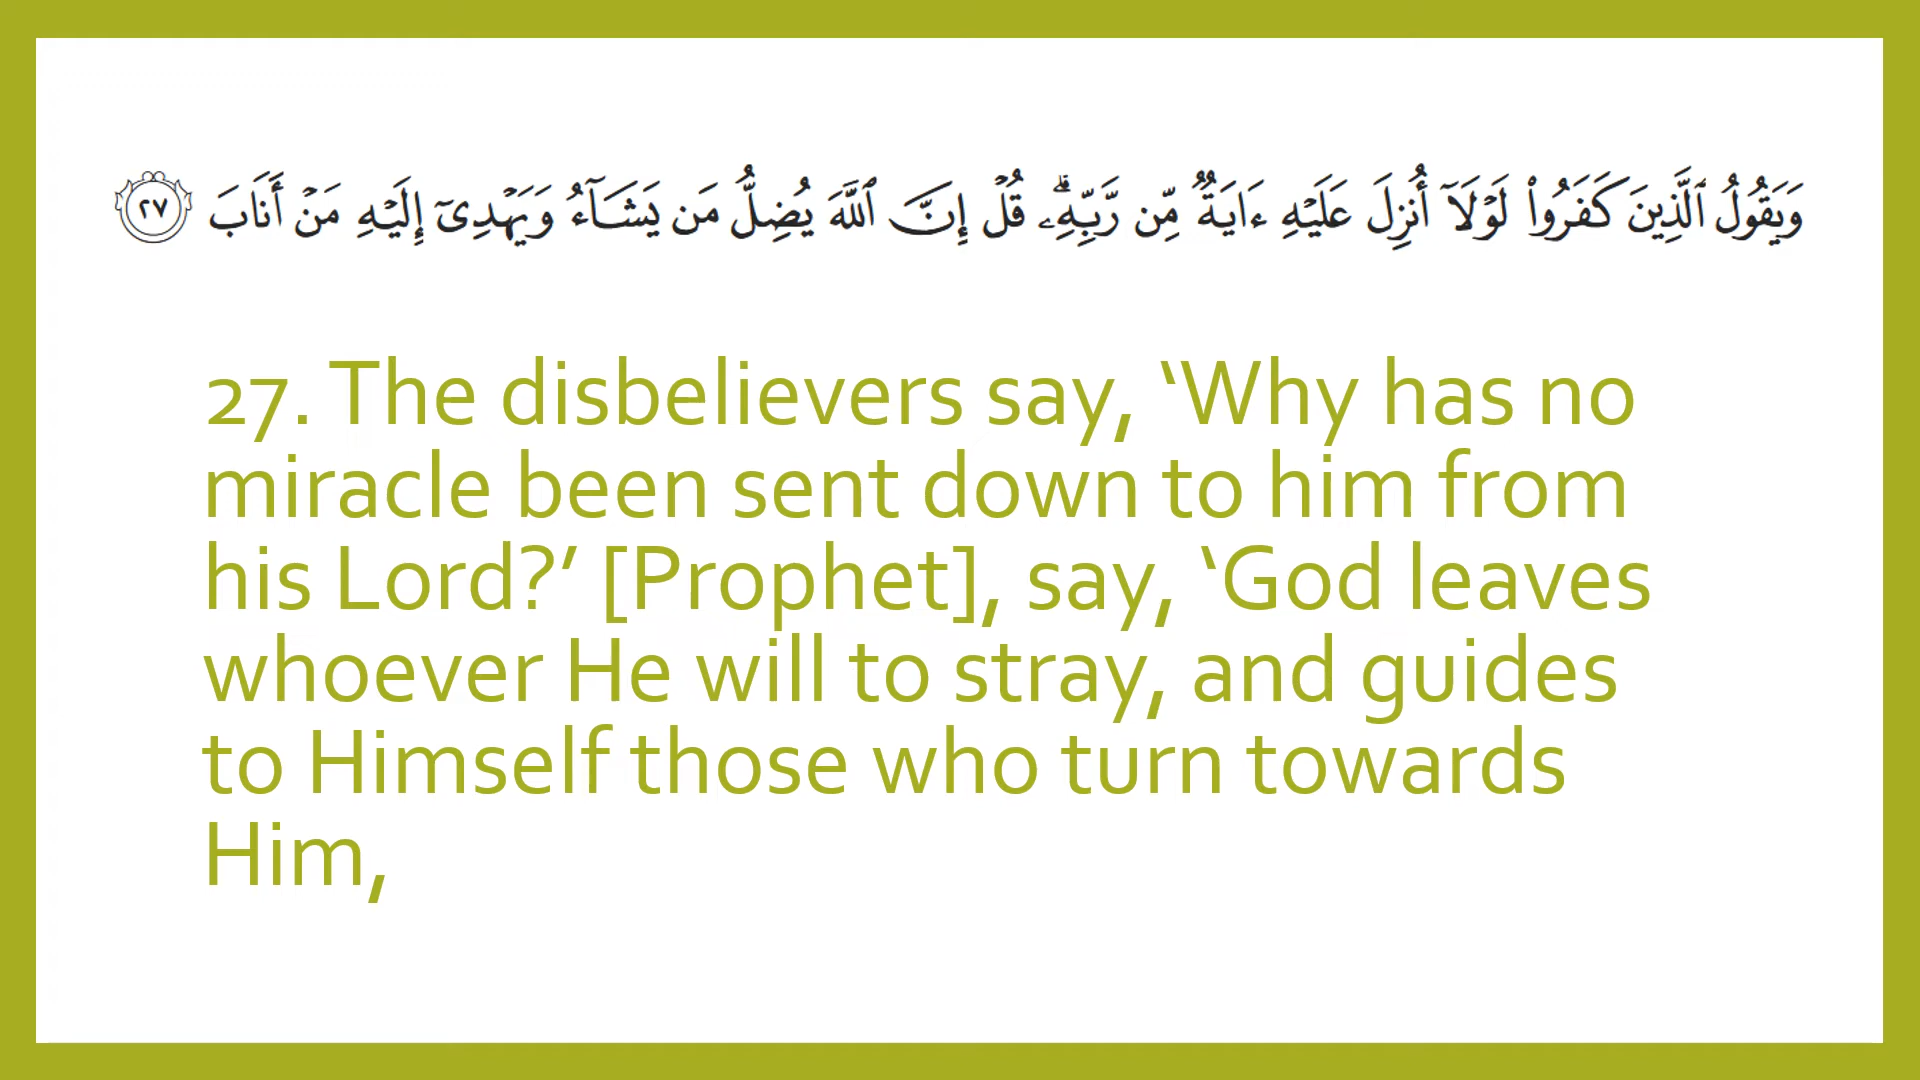 وَيَقُولُ ٱلَّذِينَ كَفَرُوا۟ لَوْلَآ أُنزِلَ عَلَيْهِ ءَايَةٌ مِّن رَّبِّهِۦ ۗ قُلْ إِنَّ ٱللَّهَ يُضِلُّ مَن يَشَآءُ وَيَهْدِىٓ إِلَيْهِ مَنْ أَنَابَ ٢٧
27. The disbelievers say, ‘Why has no
miracle been sent down to him from
his Lord?’ [Prophet], say, ‘God leaves
whoever He will to stray, and guides
to Himself those who turn towards
Him,